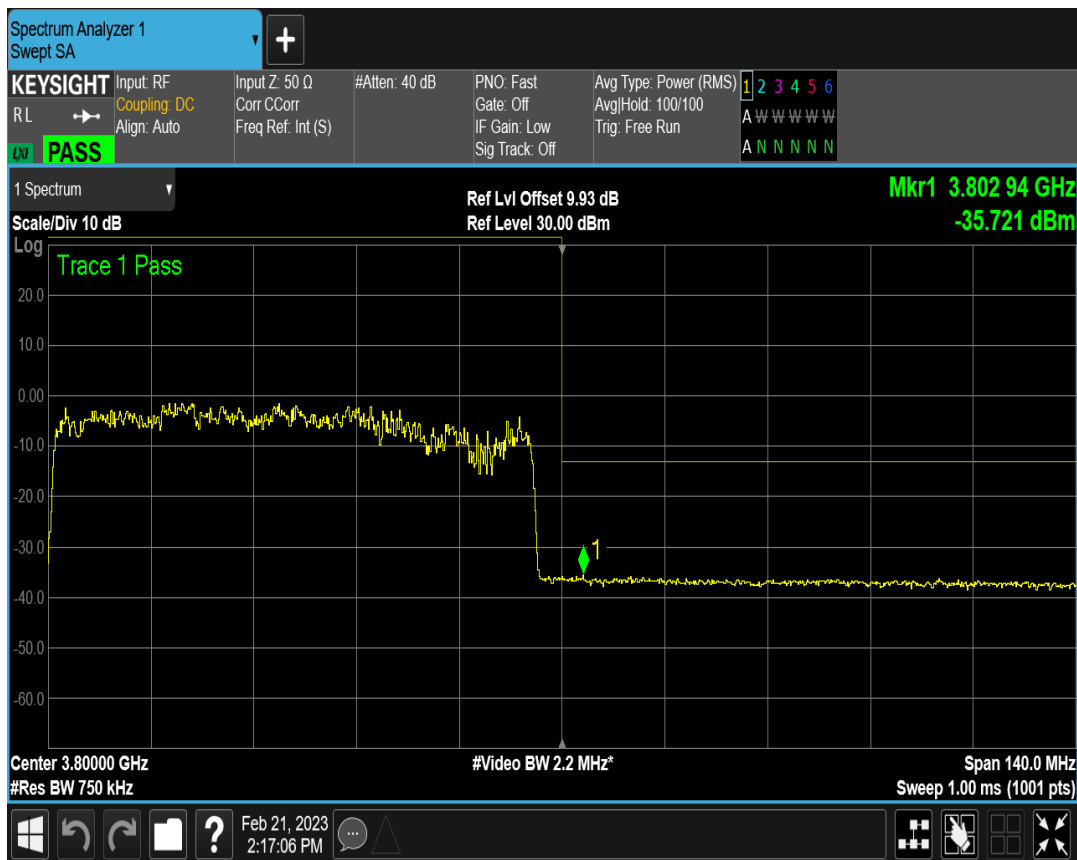 Spectrum Analyzer 1
Swept SA
+
KEYSIGHT Input: RF Input Z: 50 Ω #Atten: 40 dB PNO: Fast Avg Type: Power (RMS) 1 2 3 4 5 6
Coupling: DC Corr CCorr Gate: Off Avg|Hold: 100/100
R L Align: Auto Freq Ref: Int (S) IF Gain: Low Trig: Free Run A W W W W W
LXI PASS Sig Track: Off A N N N N N
1 Spectrum Ref Lvl Offset 9.93 dB Mkr1 3.802 94 GHz
Scale/Div 10 dB Ref Level 30.00 dBm -35.721 dBm
Log
Trace 1 Pass
20.0
10.0
0.00
-10.0
-20.0
-30.0
1
-40.0
-50.0
-60.0
Center 3.80000 GHz #Video BW 2.2 MHz* Span 140.0 MHz
#Res BW 750 kHz Sweep 1.00 ms (1001 pts)
? Feb 21, 2023
2:17:06 PM